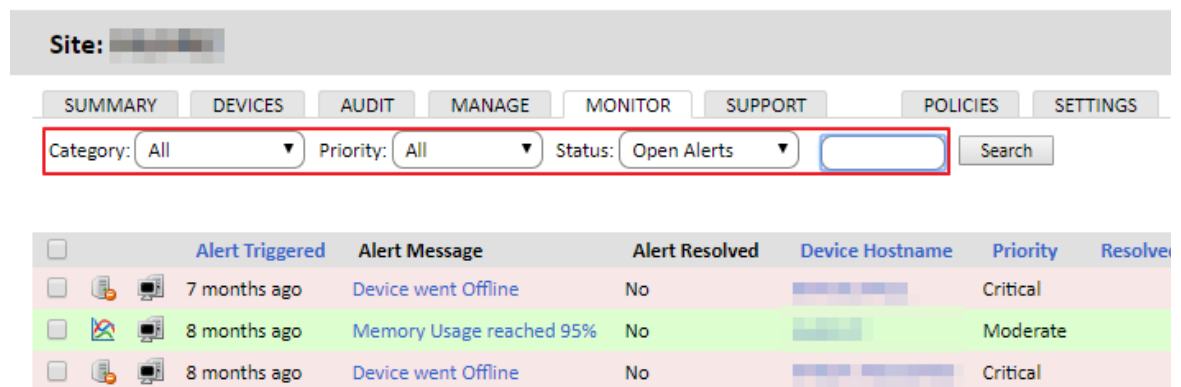 Site:
SUMMARY DEVICES AUDIT MANAGE MONITOR SUPPORT POLICIES SETTINGS
Category: All Priority: All Status: Open Alerts Search
Alert Triggered Alert Message Alert Resolved Device Hostname Priority Resolved
7 months ago Device went Offline No Critical
8 months ago Memory Usage reached 95% No Moderate
8 months ago Device went Offline No Critical